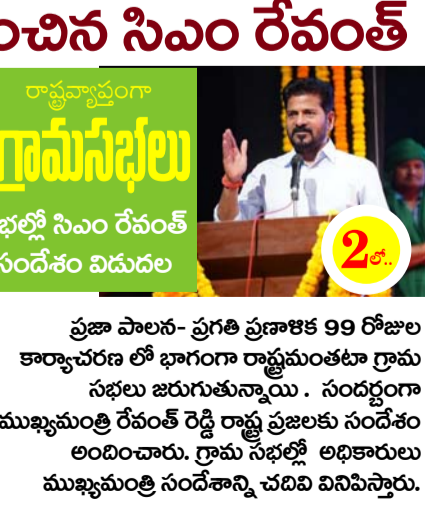 ంచిన సిఎం రేవంత్
రాష్ట్రవ్యాప్తంగా
గ్రామసభలు
భల్లో సిఎం రేవంత్
సందేశం విడుదల
2లో..
ప్రజా పాలన- ప్రగతి ప్రణాళిక 99 రోజుల
కార్యాచరణ లో భాగంగా రాష్ట్రమంతటా గ్రామ
సభలు జరుగుతున్నాయి . సందర్భంగా
ముఖ్యమంత్రి రేవంత్ రెడ్డి రాష్ట్ర ప్రజలకు సందేశం
అందించారు. గ్రామ సభల్లో అధికారులు
ముఖ్యమంత్రి సందేశాన్ని చదివి వినిపిస్తారు.